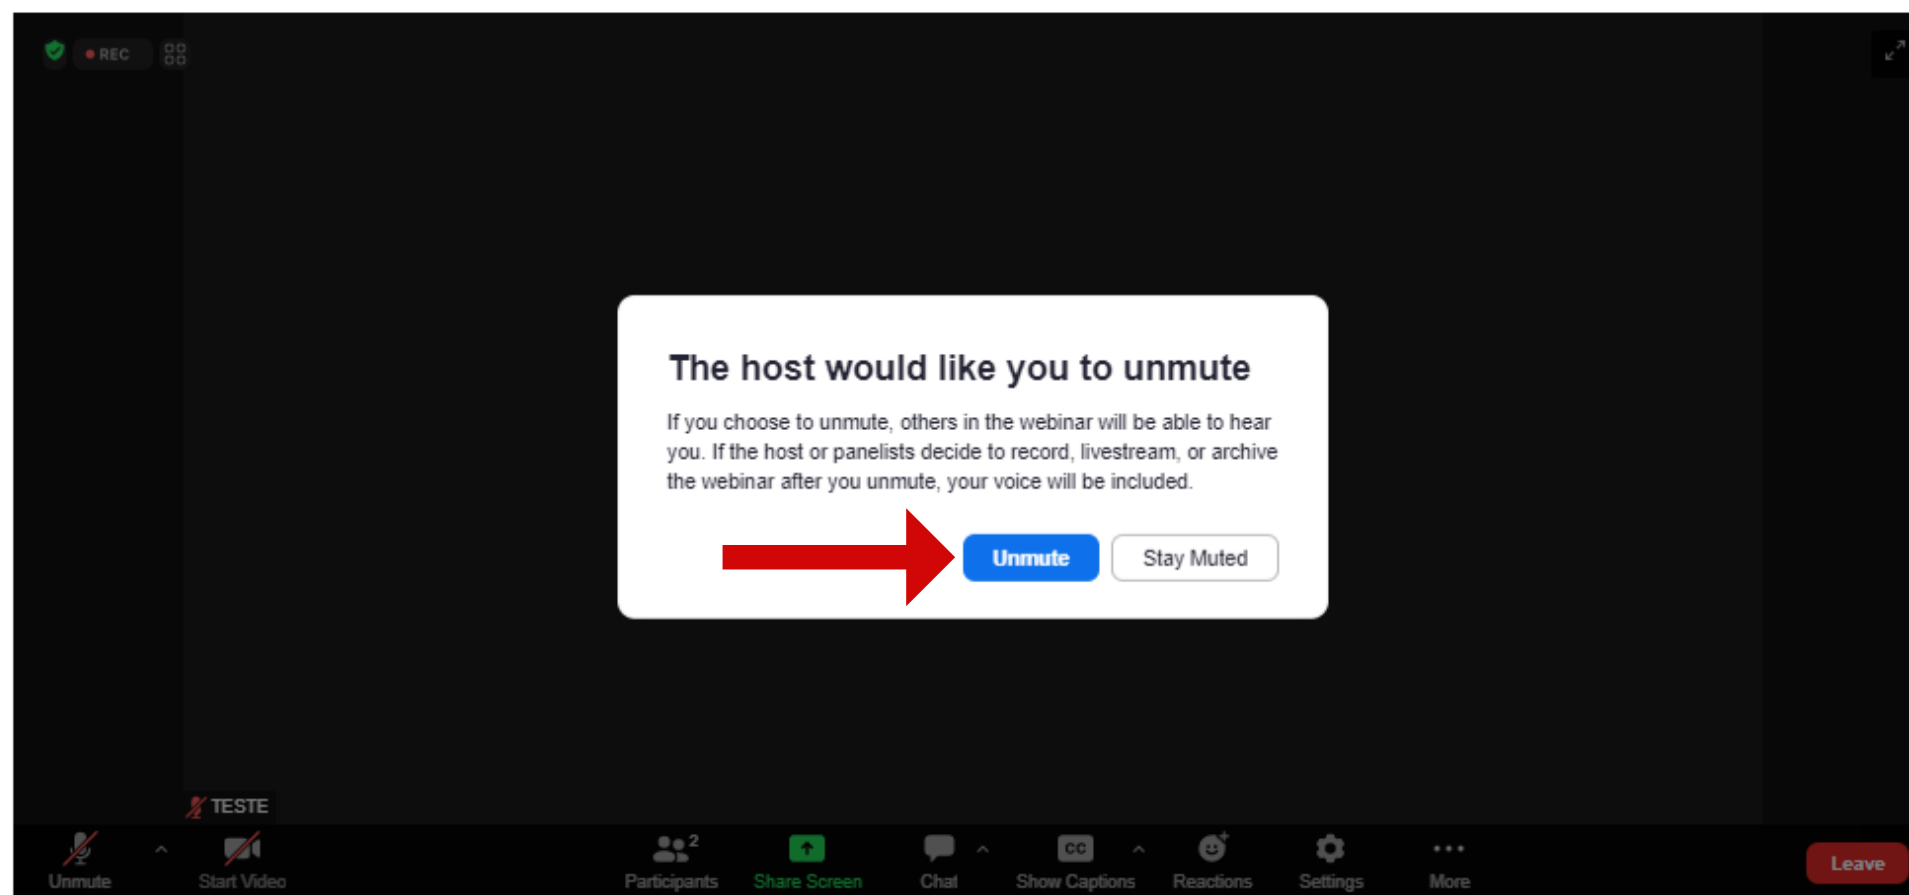 REC
The host would like you to unmute
If you choose to unmute, others in the webinar will be able to hear
you. If the host or panelists decide to record, livestream, or archive
the webinar after you unmute, your voice will be included.
Unmute Stay Muted
TESTE
2
CC
Unmute Start Video Participants Share Screen Chat Show Captions Reactions Settings More Leave